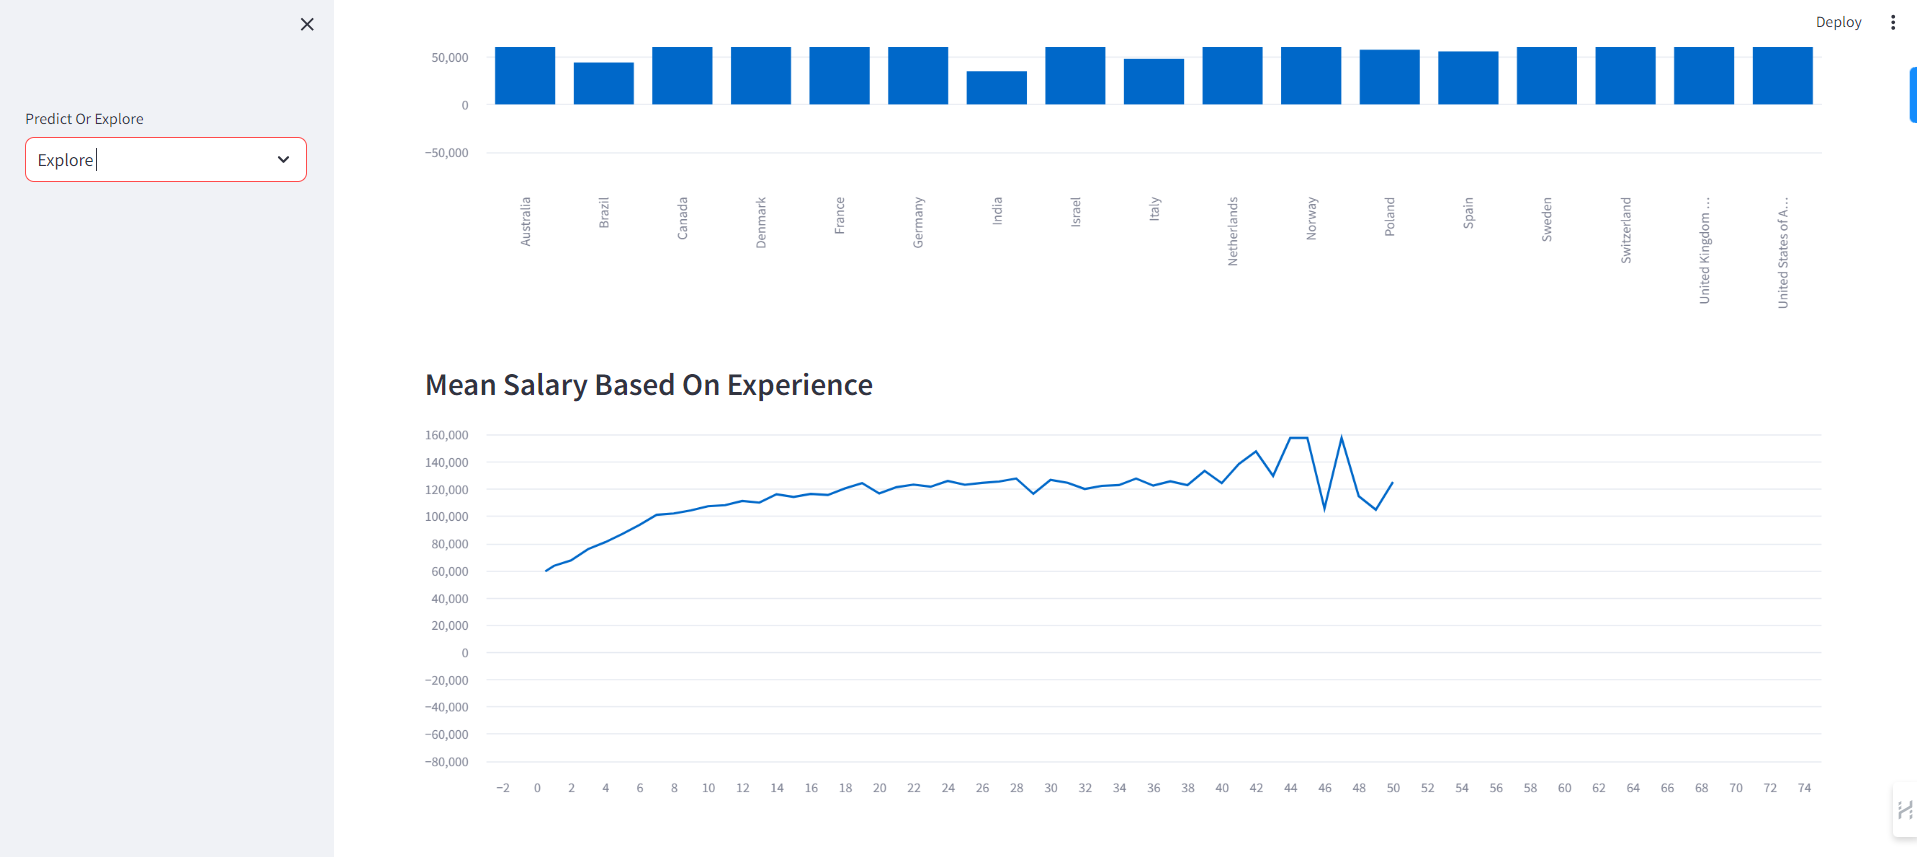 Deploy
Predict Or Explore
Explore
50,000
0
−50,000
Australia
Brazil
Canada
Denmark
France
Germany
India
Israel
Italy
Netherlands
Norway
Poland
Spain
Sweden
Switzerland
United Kingdom …
United States of A…
Mean Salary Based On Experience
160,000
140,000
120,000
100,000
80,000
60,000
40,000
20,000
0
−20,000
−40,000
−60,000
−80,000
−2 0 2 4 6 8 10 12 14 16 18 20 22 24 26 28 30 32 34 36 38 40 42 44 46 48 50 52 54 56 58 60 62 64 66 68 70 72 74